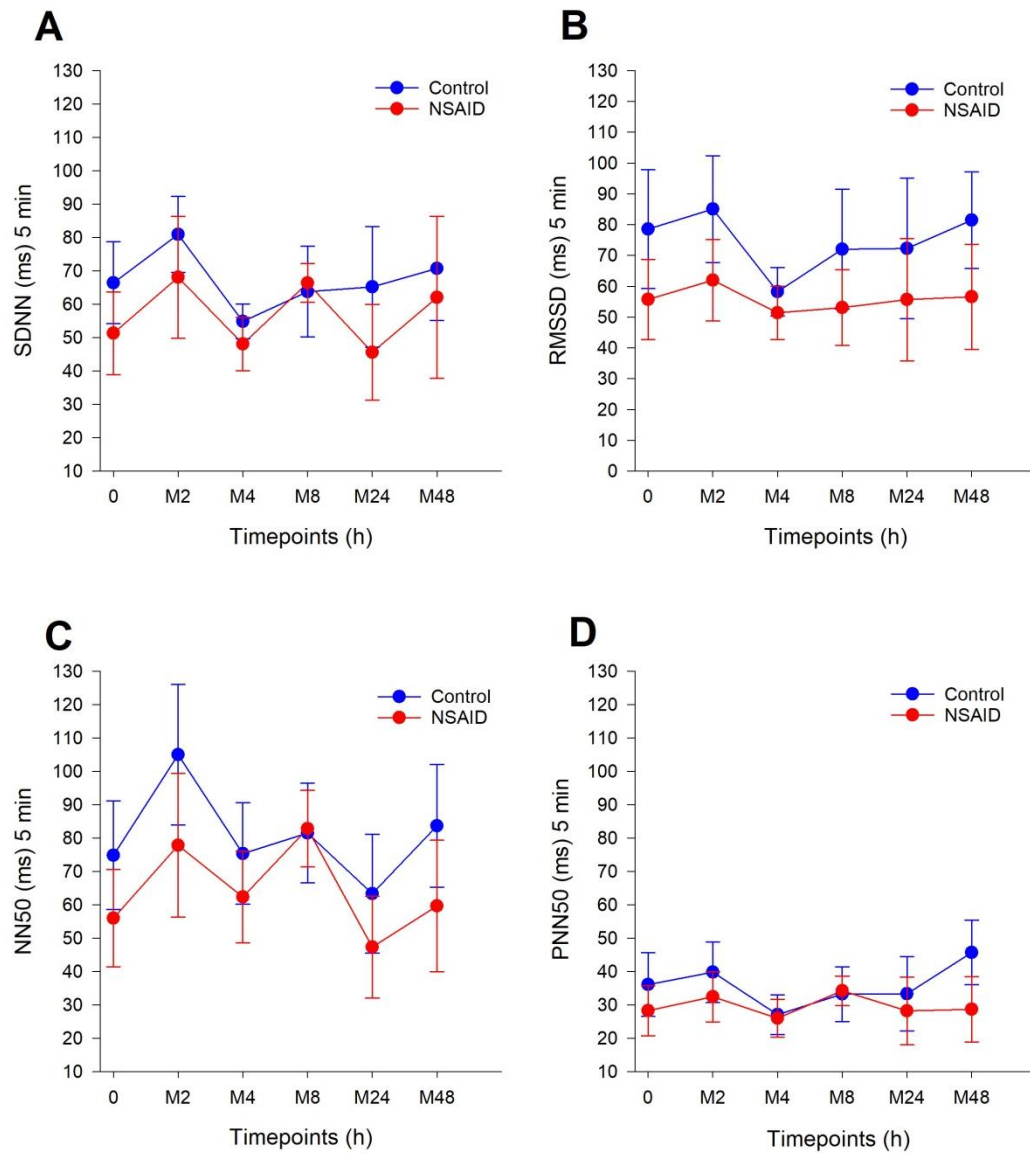 A
130
120
110
100
90
80
70
60
50
40
30
20
10
SDNN (ms) 5 min
Control
NSAID
0 M2 M4 M8 M24 M48
Timepoints (h)
B
130
120
110
100
90
80
70
60
50
40
30
20
10
0
RMSSD (ms) 5 min
Control
NSAID
0 M2 M4 M8 M24 M48
Timepoints (h)
C
130
120
110
100
90
80
70
60
50
40
30
20
10
NN50 (ms) 5 min
Control
NSAID
0 M2 M4 M8 M24 M48
Timepoints (h)
D
130
120
110
100
90
80
70
60
50
40
30
20
10
PNN50 (ms) 5 min
Control
NSAID
0 M2 M4 M8 M24 M48
Timepoints (h)